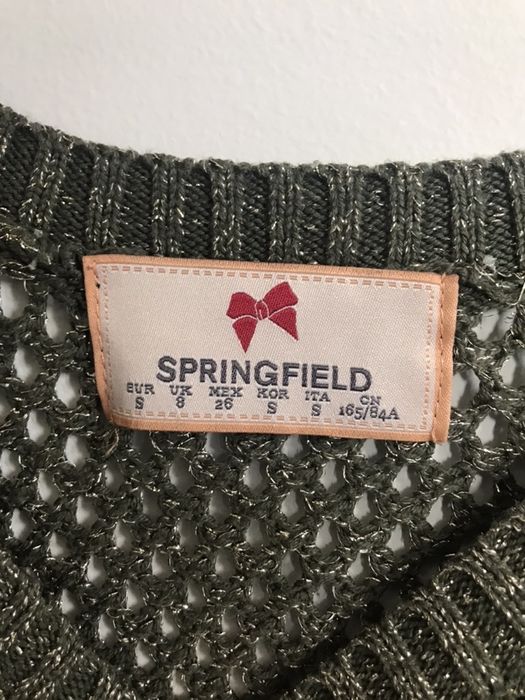 SPRINGFIELD
EUR UK MEX KOR ITA CN
S 8 26 S S 165/84A